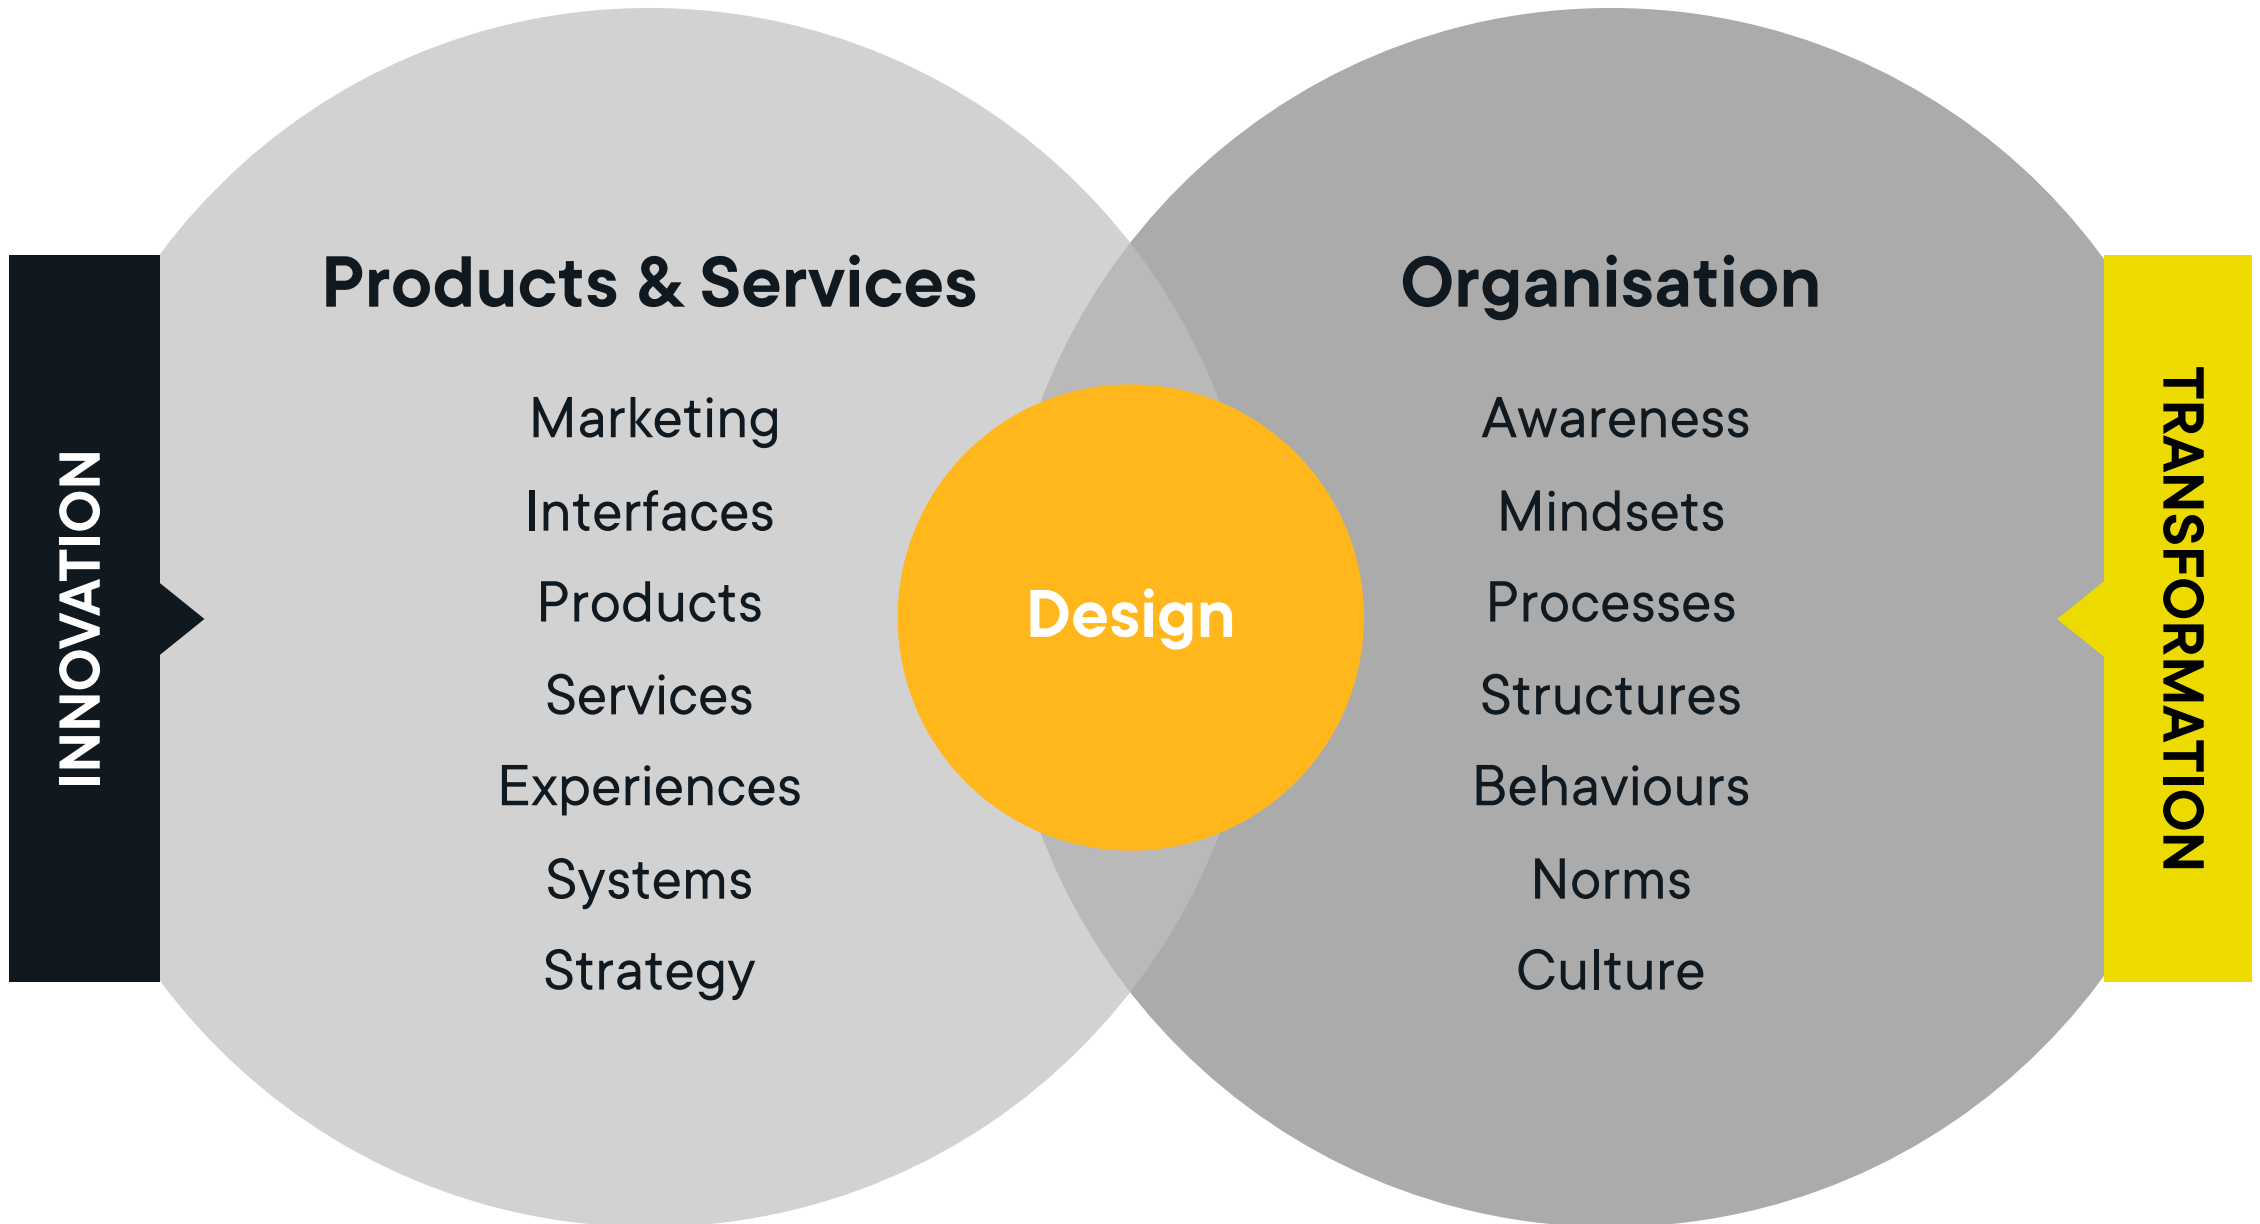 INNOVATION
Products & Services
Marketing
Interfaces
Products
Services
Experiences
Systems
Strategy
Design
Organisation
Awareness
Mindsets
Processes
Structures
Behaviours
Norms
Culture
TRANSFORMATION